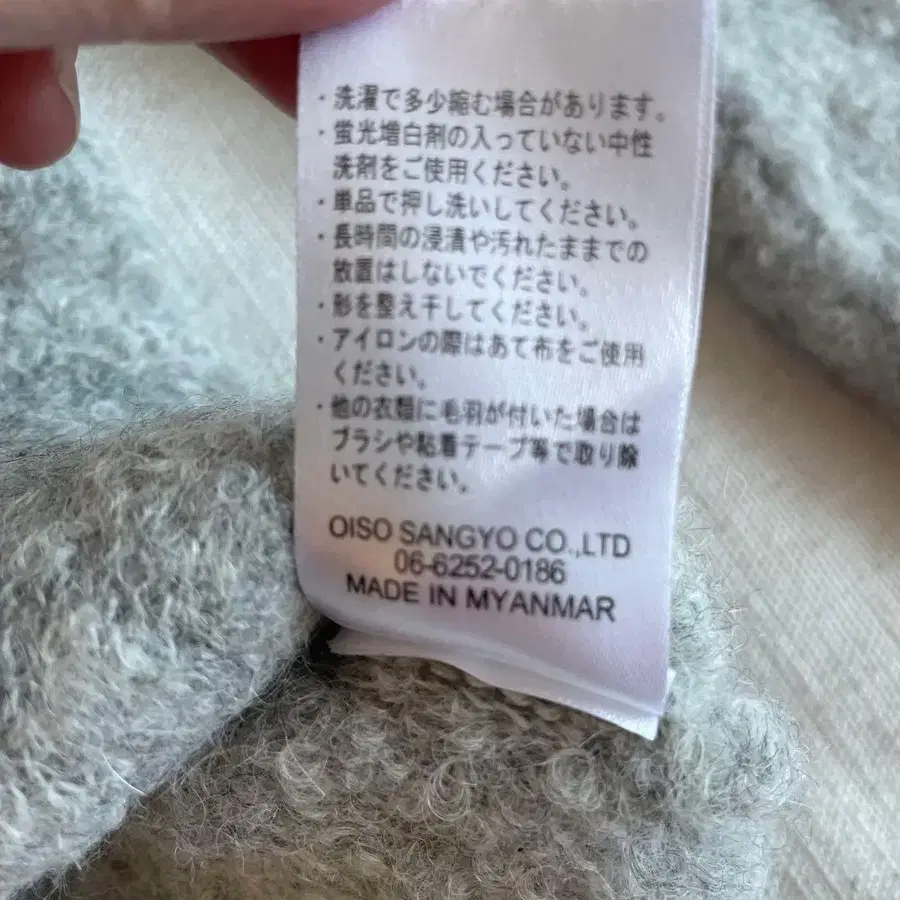 ・洗濯で多少縮む場合があります。
・蛍光増白剤の入っていない中性
洗剤をご使用ください。
・単品で押し洗いしてください。
・長時間の浸漬や汚れたままでの
放置はしないでください。
・形を整え干してください。
・アイロンの際はあて布をご使用
ください。
・他の衣類に毛羽が付いた場合は
ブラシや粘着テープ等で取り除
いてください。
OISO SANGYO CO.,LTD
06-6252-0186
MADE IN MYANMAR